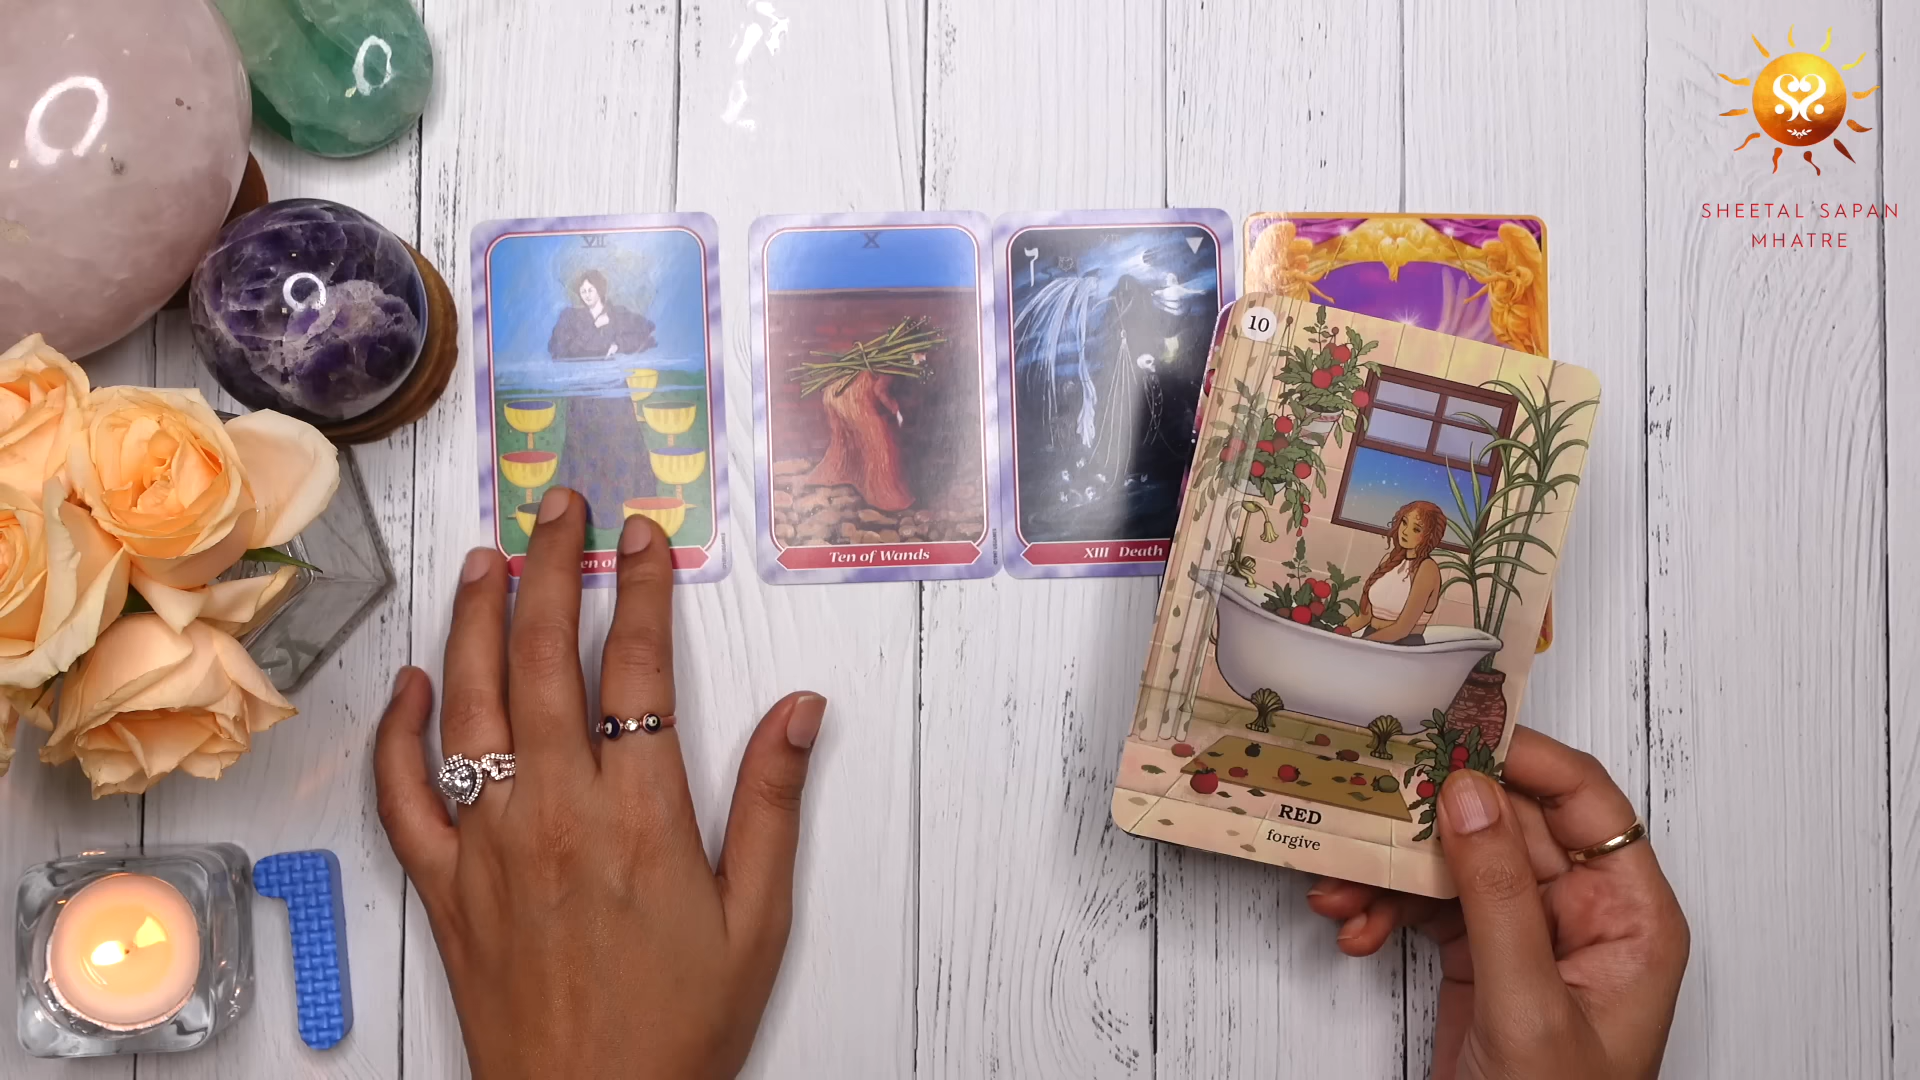 SHEETAL SAPAN
MHATRE
VII
X
Ten of Wands
XIII Death
10
RED
forgive